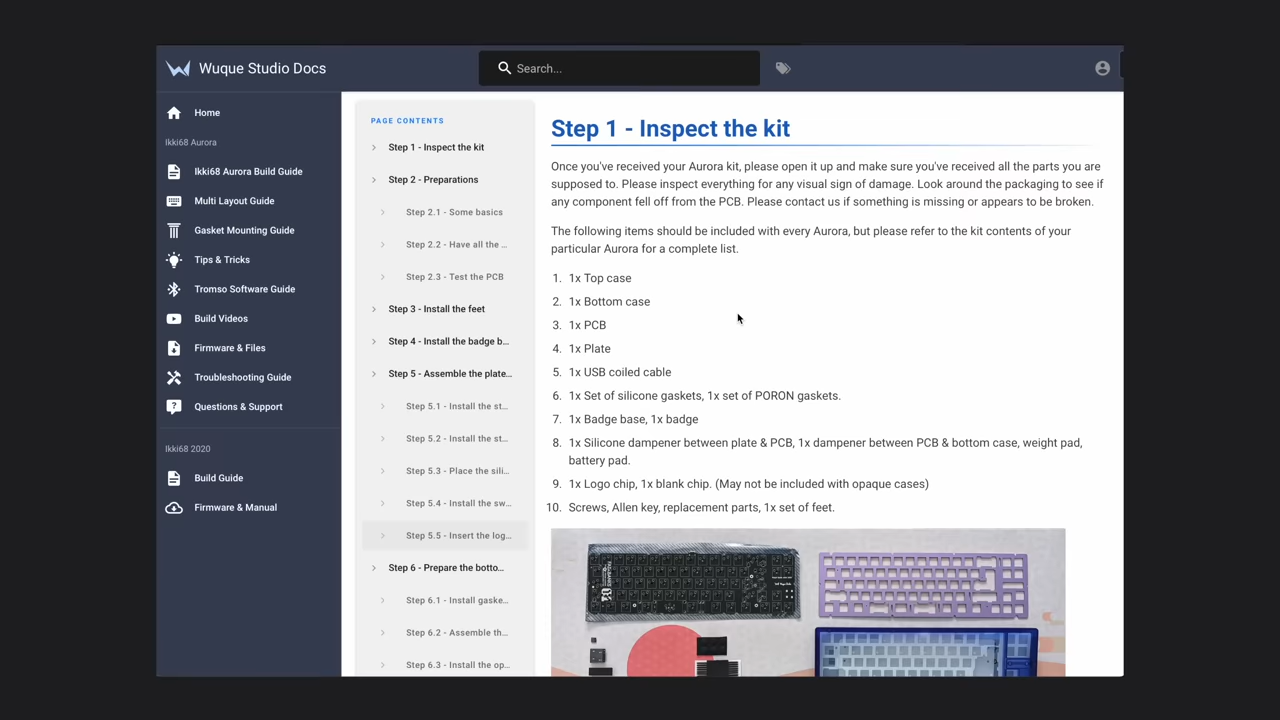 Wuque Studio Docs
Search...
Home
Ikki68 Aurora
Ikki68 Aurora Build Guide
Multi Layout Guide
Gasket Mounting Guide
Tips & Tricks
Tromso Software Guide
Build Videos
Firmware & Files
Troubleshooting Guide
Questions & Support
Ikki68 2020
Build Guide
Firmware & Manual
PAGE CONTENTS
Step 1 - Inspect the kit
Step 2 - Preparations
Step 2.1 - Some basics
Step 2.2 - Have all the ...
Step 2.3 - Test the PCB
Step 3 - Install the feet
Step 4 - Install the badge b...
Step 5 - Assemble the plate...
Step 5.1 - Install the st...
Step 5.2 - Install the st...
Step 5.3 - Place the sili...
Step 5.4 - Install the sw...
Step 5.5 - Insert the log...
Step 6 - Prepare the botto...
Step 6.1 - Install gaske...
Step 6.2 - Assemble th...
Step 6.3 - Install the op...
Step 1 - Inspect the kit
Once you've received your Aurora kit, please open it up and make sure you've received all the parts you are
supposed to. Please inspect everything for any visual sign of damage. Look around the packaging to see if
any component fell off from the PCB. Please contact us if something is missing or appears to be broken.
The following items should be included with every Aurora, but please refer to the kit contents of your
particular Aurora for a complete list.
1. 1x Top case
2. 1x Bottom case
3. 1x PCB
4. 1x Plate
5. 1x USB coiled cable
6. 1x Set of silicone gaskets, 1x set of PORON gaskets.
7. 1x Badge base, 1x badge
8. 1x Silicone dampener between plate & PCB, 1x dampener between PCB & bottom case, weight pad,
battery pad.
9. 1x Logo chip, 1x blank chip. (May not be included with opaque cases)
10. Screws, Allen key, replacement parts, 1x set of feet.